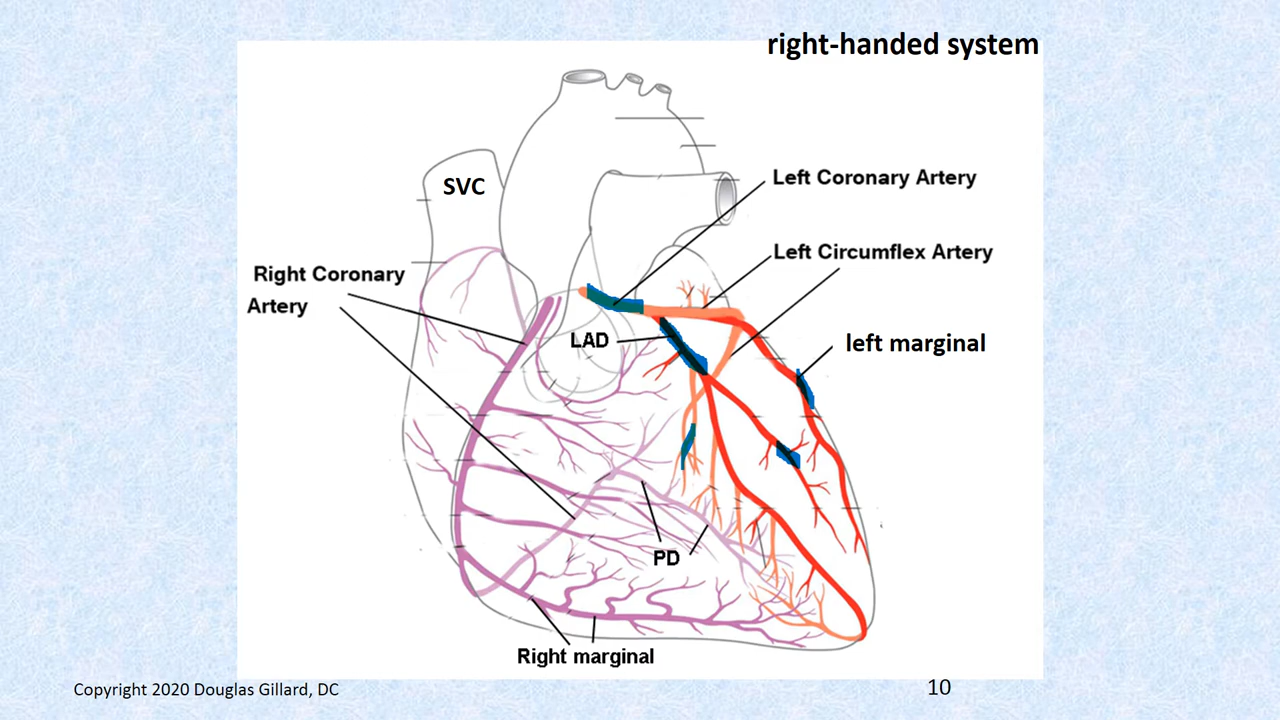 right-handed system
SVC
Left Coronary Artery
Left Circumflex Artery
Right Coronary
Artery
LAD
left marginal
PD
Right marginal
Copyright 2020 Douglas Gillard, DC
10